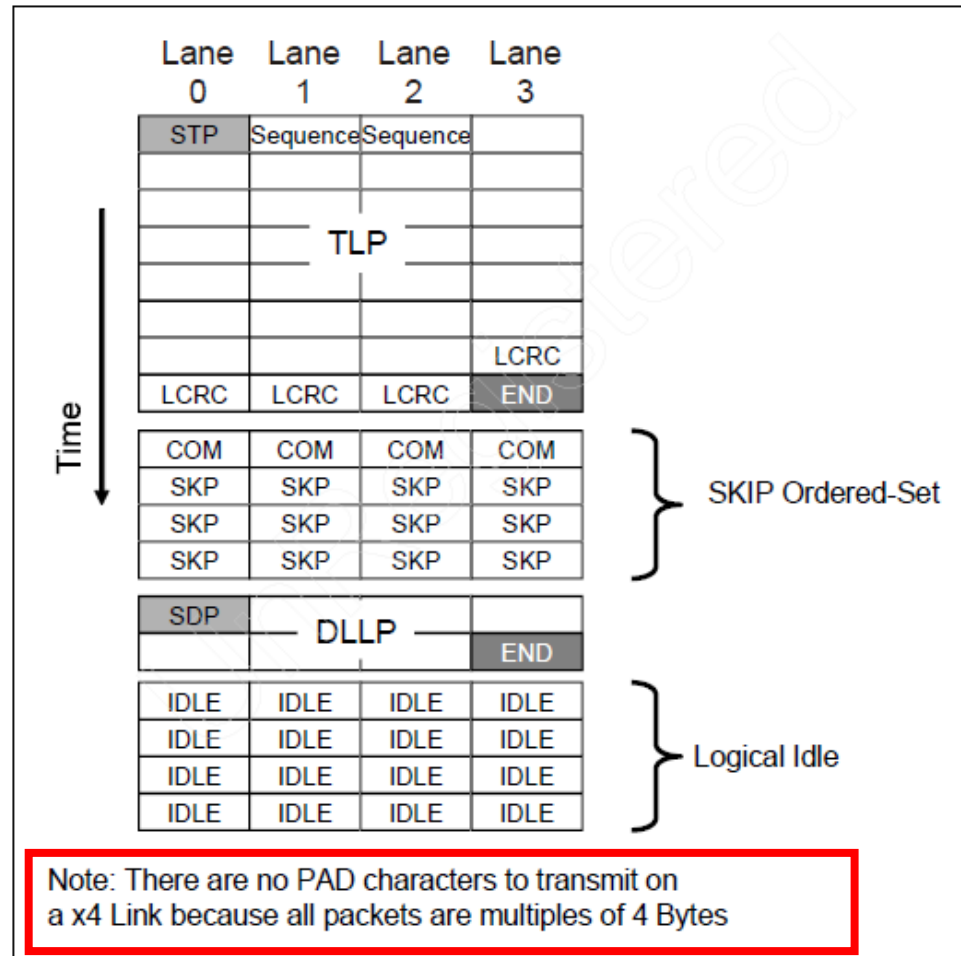 Lane Lane Lane Lane
0 1 2 3
STP Sequence Sequence
TLP
LCRC
LCRC LCRC LCRC END
Time
COM COM COM COM
SKP SKP SKP SKP
SKIP Ordered-Set
SKP SKP SKP SKP
SKP SKP SKP SKP
SDP
DLLP
END
IDLE IDLE IDLE IDLE
IDLE IDLE IDLE IDLE
Logical Idle
IDLE IDLE IDLE IDLE
IDLE IDLE IDLE IDLE
Note: There are no PAD characters to transmit on
a x4 Link because all packets are multiples of 4 Bytes
UnRegistered